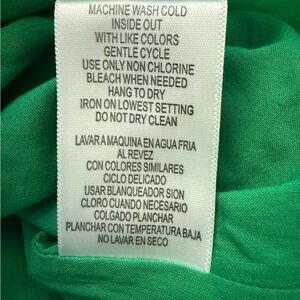 MACHINE WASH COLD
INSIDE OUT
WITH LIKE COLORS
GENTLE CYCLE
USE ONLY NON CHLORINE
BLEACH WHEN NEEDED
HANG TO DRY
IRON ON LOWEST SETTING
DO NOT DRY CLEAN
LAVAR A MAQUINA EN AGUA FRIA
AL REVEZ
CON COLORES SIMILARES
CICLO DELICADO
USAR BLANQUEADOR SION
CLORO CUANDO NECESARIO
COLGADO PLANCHAR
PLANCHAR CON TEMPERATURA BAJA
NO LAVAR EN SECO